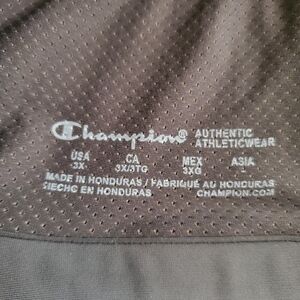 Champion® AUTHENTIC
ATHLETICWEAR
USA CA MEX ASIA
3X 3X/3TG 3XG -
MADE IN HONDURAS / FABRIQUÉ AU HONDURAS
HECHO EN HONDURAS CHAMPION.COM